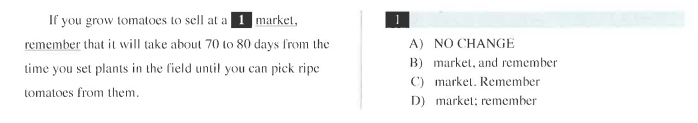 If you grow tomatoes to sell at a 1 market,
remember that it will take about 70 to 80 days from the
time you set plants in the field until you can pick ripe
tomatoes from them.
1
A) NO CHANGE
B) market, and remember
C) market. Remember
D) market; remember